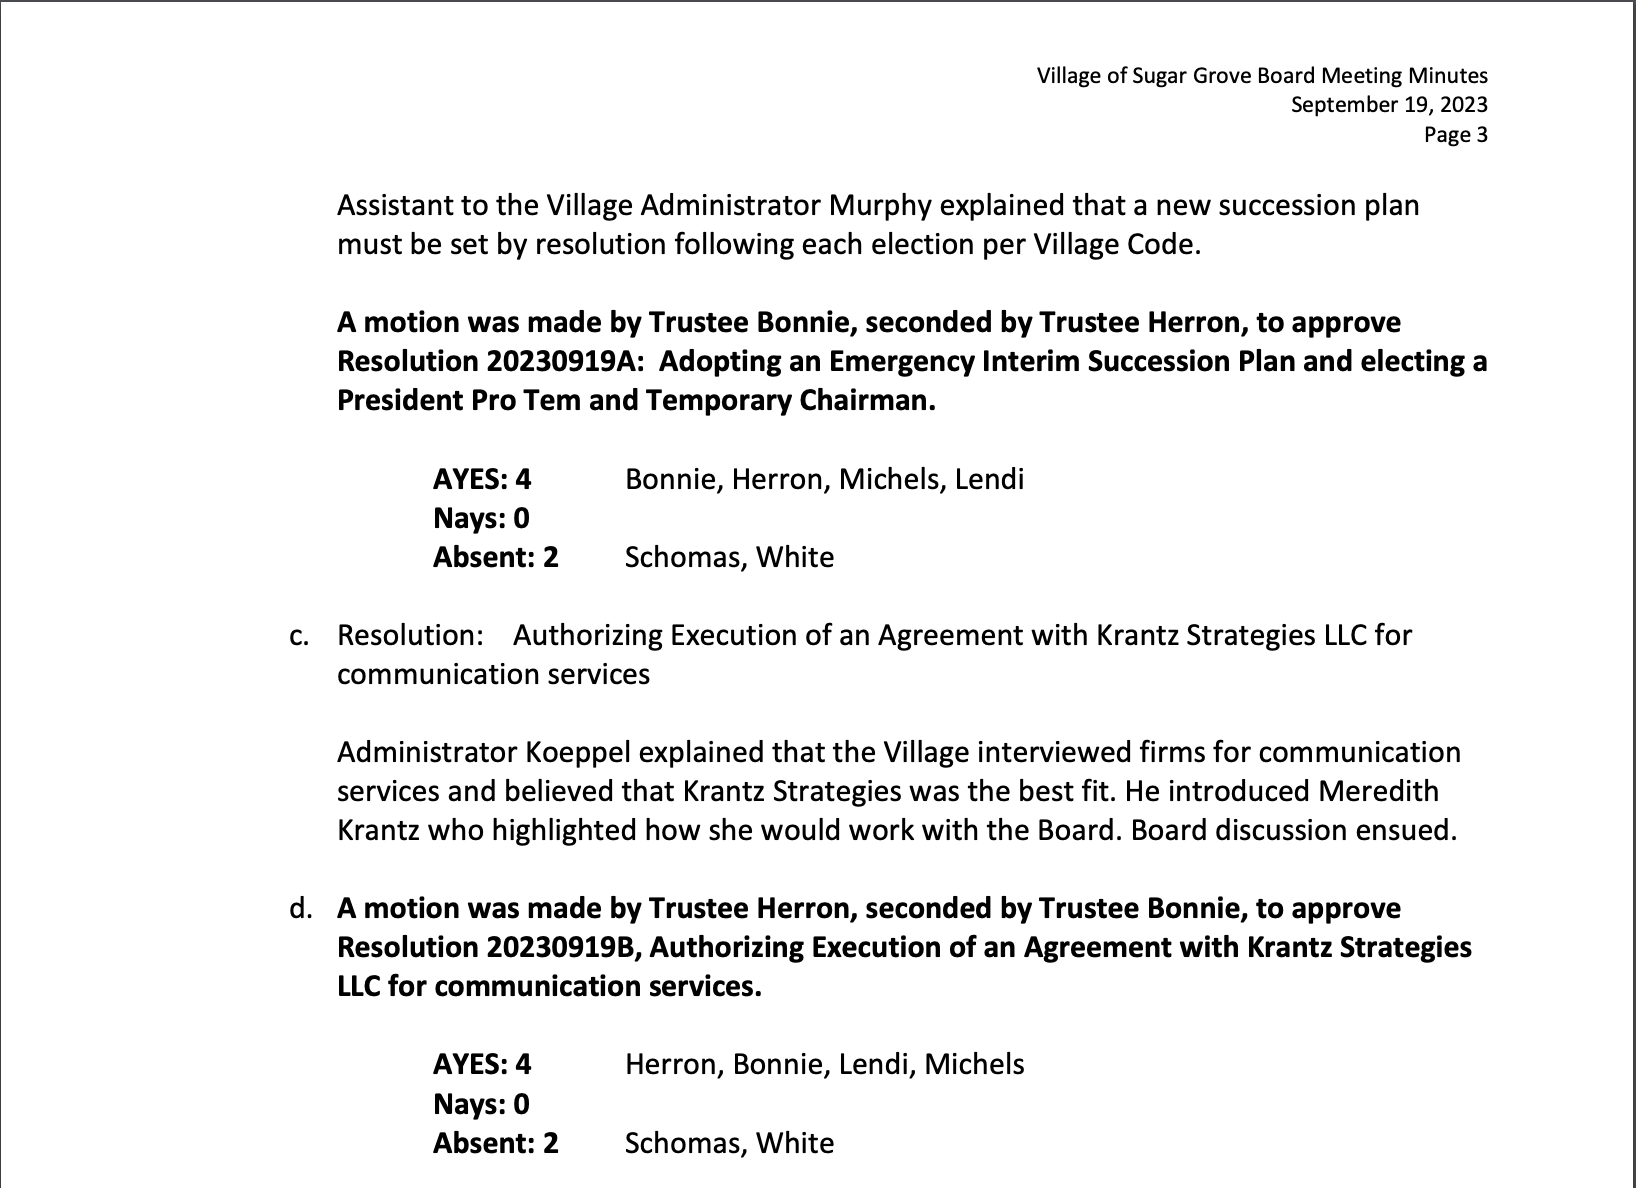 Village of Sugar Grove Board Meeting Minutes
September 19, 2023
Page 3
Assistant to the Village Administrator Murphy explained that a new succession plan
must be set by resolution following each election per Village Code.
A motion was made by Trustee Bonnie, seconded by Trustee Herron, to approve
Resolution 20230919A:  Adopting an Emergency Interim Succession Plan and electing a
President Pro Tem and Temporary Chairman.
AYES: 4 Bonnie, Herron, Michels, Lendi
Nays: 0
Absent: 2 Schomas, White
c. Resolution: Authorizing Execution of an Agreement with Krantz Strategies LLC for
communication services
Administrator Koeppel explained that the Village interviewed firms for communication
services and believed that Krantz Strategies was the best fit. He introduced Meredith
Krantz who highlighted how she would work with the Board. Board discussion ensued.
d. A motion was made by Trustee Herron, seconded by Trustee Bonnie, to approve
Resolution 20230919B, Authorizing Execution of an Agreement with Krantz Strategies
LLC for communication services.
AYES: 4 Herron, Bonnie, Lendi, Michels
Nays: 0
Absent: 2 Schomas, White